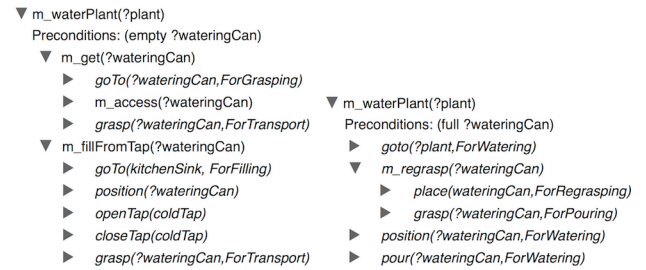 m_waterPlant(?plant)
Preconditions: (empty ?wateringCan)
m_get(?wateringCan)
goTo(?wateringCan,ForGrasping)
m_access(?wateringCan)
grasp(?wateringCan,ForTransport)
m_fillFromTap(?wateringCan)
goTo(kitchenSink, ForFilling)
position(?wateringCan)
openTap(coldTap)
closeTap(coldTap)
grasp(?wateringCan,ForTransport)
m_waterPlant(?plant)
Preconditions: (full ?wateringCan)
goto(?plant,ForWatering)
m_regrasp(?wateringCan)
place(wateringCan,ForRegrasping)
grasp(?wateringCan,ForPouring)
position(?wateringCan,ForWatering)
pour(?wateringCan,ForWatering)